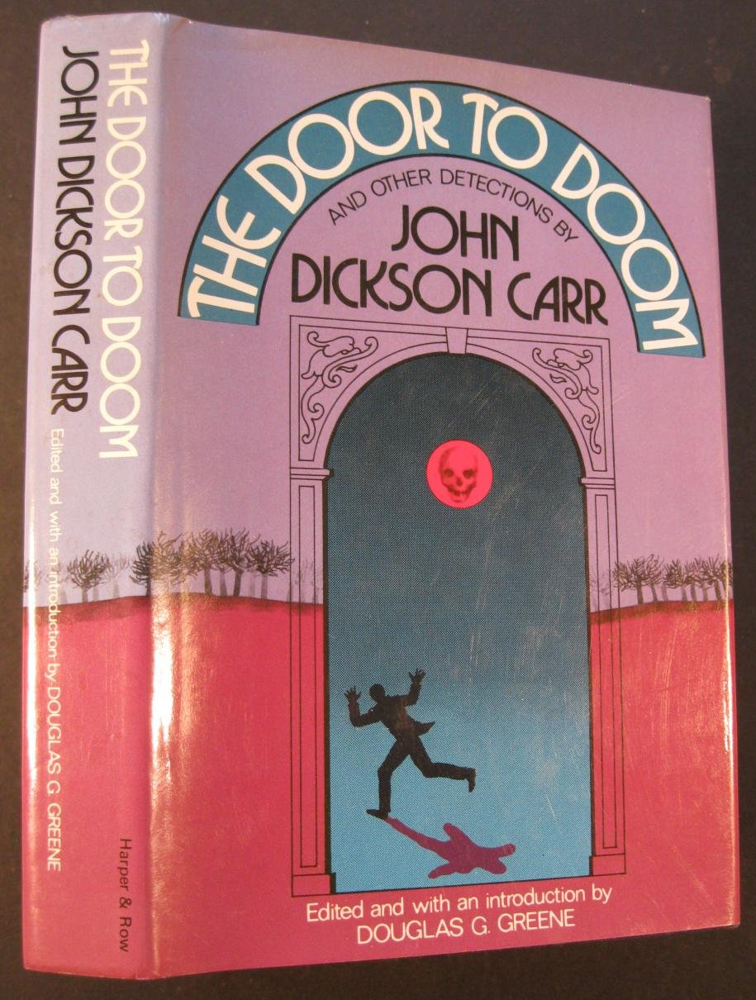 THE DOOR TO DOOM
JOHN DICKSON CARR
Edited and with an introduction by DOUGLAS G. GREENE
Harper & Row
THE DOOR TO DOOM
AND OTHER DETECTIONS BY
JOHN
DICKSON CARR
Edited and with an introduction by
DOUGLAS G. GREENE